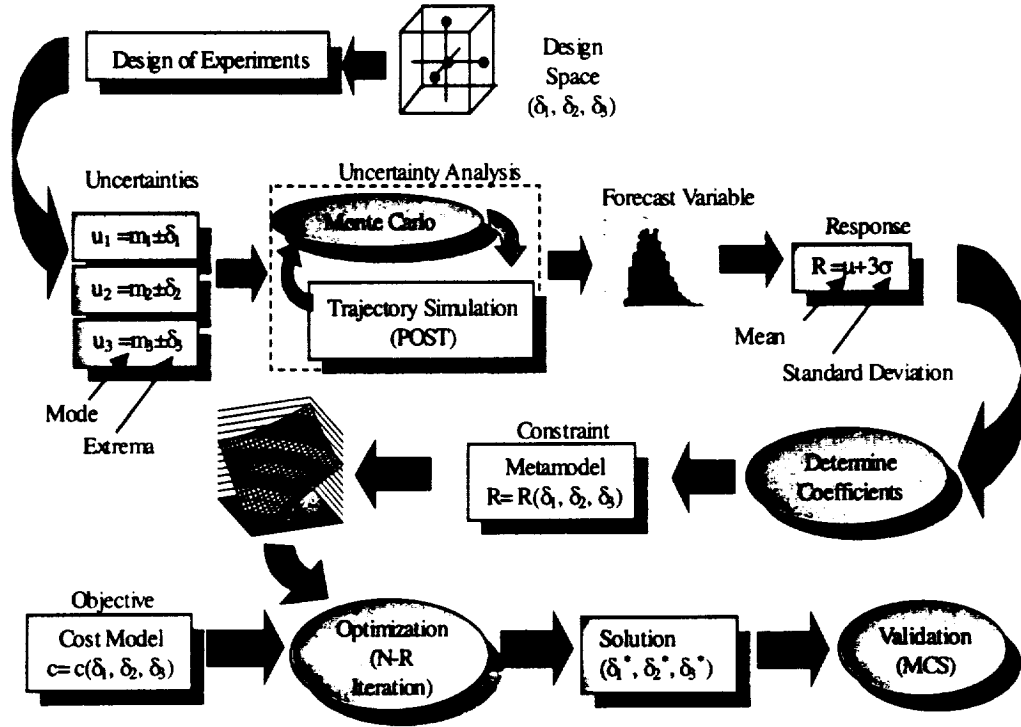 Design of Experiments
Design
Space
(δ₁, δ₂, δ₃)
Uncertainties
u₁ =m₁±δ₁
u₂ =m₂±δ₂
u₃ =m₃±δ₃
Mode
Extrema
Uncertainty Analysis
Monte Carlo
Trajectory Simulation
(POST)
Forecast Variable
Response
R=μ+3σ
Mean
Standard Deviation
Determine
Coefficients
Constraint
Metamodel
R= R(δ₁, δ₂, δ₃)
Objective
Cost Model
c= c(δ₁, δ₂, δ₃)
Optimization
(N-R
Iteration)
Solution
(δ₁*, δ₂*, δ₃*)
Validation
(MCS)